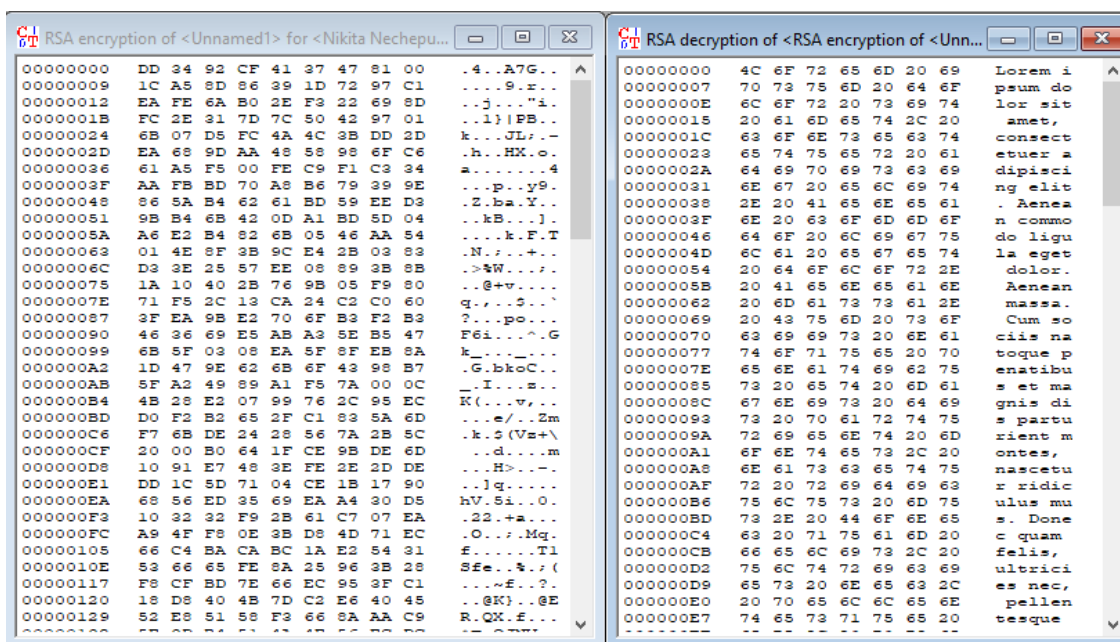 RSA encryption of <Unnamed1> for <Nikita Nechepu...
00000000 DD 34 92 CF 41 37 47 81 00 .4..A7G..
00000009 1C A5 8D 86 39 1D 72 97 C1 ....9.r..
00000012 EA FE 6A B0 2E F3 22 69 8D ..j..."i.
0000001B FC 2E 31 7D 7C 50 42 97 01 ..1}|PB..
00000024 6B 07 D5 FC 4A 4C 3B DD 2D k...JL;.-
0000002D EA 68 9D AA 48 58 98 6F C6 .h..HX.o.
00000036 61 A5 F5 00 FE C9 F1 C3 34 a.......4
0000003F AA FB BD 70 A8 B6 79 39 9E ...p..y9.
00000048 86 5A B4 62 61 BD 59 EE D3 .Z.ba.Y..
00000051 9B B4 6B 42 0D A1 BD 5D 04 ..kB...].
0000005A A6 E2 B4 82 6B 05 46 AA 54 ....k.F.T
00000063 01 4E 8F 3B 9C E4 2B 03 83 .N.;..+..
0000006C D3 3E 25 57 EE 08 89 3B 8B .>%W...;.
00000075 1A 10 40 2B 76 9B 05 F9 80 ..@+v....
0000007E 71 F5 2C 13 CA 24 C2 C0 60 q.,..$..`
00000087 3F EA 9B E2 70 6F B3 F2 B3 ?...po...
00000090 46 36 69 E5 AB A3 5E B5 47 F6i...^.G
00000099 6B 5F 03 08 EA 5F 8F EB 8A k_..._...
000000A2 1D 47 9E 62 6B 6F 43 98 B7 .G.bkoC..
000000AB 5F A2 49 89 A1 F5 7A 00 0C _.I...z..
000000B4 4B 28 E2 07 99 76 2C 95 EC K(...v,..
000000BD D0 F2 B2 65 2F C1 83 5A 6D ...e/..Zm
000000C6 F7 6B DE 24 28 56 7A 2B 5C .k.$(Vz+\
000000CF 20 00 B0 64 1F CE 9B DE 6D ..d....m
000000D8 10 91 E7 48 3E FE 2E 2D DE ...H>..-.
000000E1 DD 1C 5D 71 04 CE 1B 17 90 ..]q.....
000000EA 68 56 ED 35 69 EA A4 30 D5 hV.5i..0.
000000F3 10 32 32 F9 2B 61 C7 07 EA .22.+a...
000000FC A9 4F F8 0E 3B D8 4D 71 EC .O..;.Mq.
00000105 66 C4 BA CA BC 1A E2 54 31 f......T1
0000010E 53 66 65 FE 8A 25 96 3B 28 Sfe..%.;(
00000117 F8 CF BD 7E 66 EC 95 3F C1 ...~f..?.
00000120 18 D8 40 4B 7D C2 E6 40 45 ..@K}..@E
00000129 52 E8 51 58 F3 66 8A AA C9 R.QX.f...
RSA decryption of <RSA encryption of <Unn...
00000000 4C 6F 72 65 6D 20 69 Lorem i
00000007 70 73 75 6D 20 64 6F psum do
0000000E 6C 6F 72 20 73 69 74 lor sit
00000015 20 61 6D 65 74 2C 20 amet,
0000001C 63 6F 6E 73 65 63 74 consect
00000023 65 74 75 65 72 20 61 etuer a
0000002A 64 69 70 69 73 63 69 dipisci
00000031 6E 67 20 65 6C 69 74 ng elit
00000038 2E 20 41 65 6E 65 61 . Aenea
0000003F 6E 20 63 6F 6D 6D 6F n commo
00000046 64 6F 20 6C 69 67 75 do ligu
0000004D 6C 61 20 65 67 65 74 la eget
00000054 20 64 6F 6C 6F 72 2E dolor.
0000005B 20 41 65 6E 65 61 6E Aenean
00000062 20 6D 61 73 73 61 2E massa.
00000069 20 43 75 6D 20 73 6F Cum so
00000070 63 69 69 73 20 6E 61 ciis na
00000077 74 6F 71 75 65 20 70 toque p
0000007E 65 6E 61 74 69 62 75 enatibu
00000085 73 20 65 74 20 6D 61 s et ma
0000008C 67 6E 69 73 20 64 69 gnis di
00000093 73 20 70 61 72 74 75 s partu
0000009A 72 69 65 6E 74 20 6D rient m
000000A1 6F 6E 74 65 73 2C 20 ontes,
000000A8 6E 61 73 63 65 74 75 nascetu
000000AF 72 20 72 69 64 69 63 r ridic
000000B6 75 6C 75 73 20 6D 75 ulus mu
000000BD 73 2E 20 44 6F 6E 65 s. Done
000000C4 63 20 71 75 61 6D 20 c quam
000000CB 66 65 6C 69 73 2C 20 felis,
000000D2 75 6C 74 72 69 63 69 ultrici
000000D9 65 73 20 6E 65 63 2C es nec,
000000E0 20 70 65 6C 6C 65 6E pellen
000000E7 74 65 73 71 75 65 20 tesque